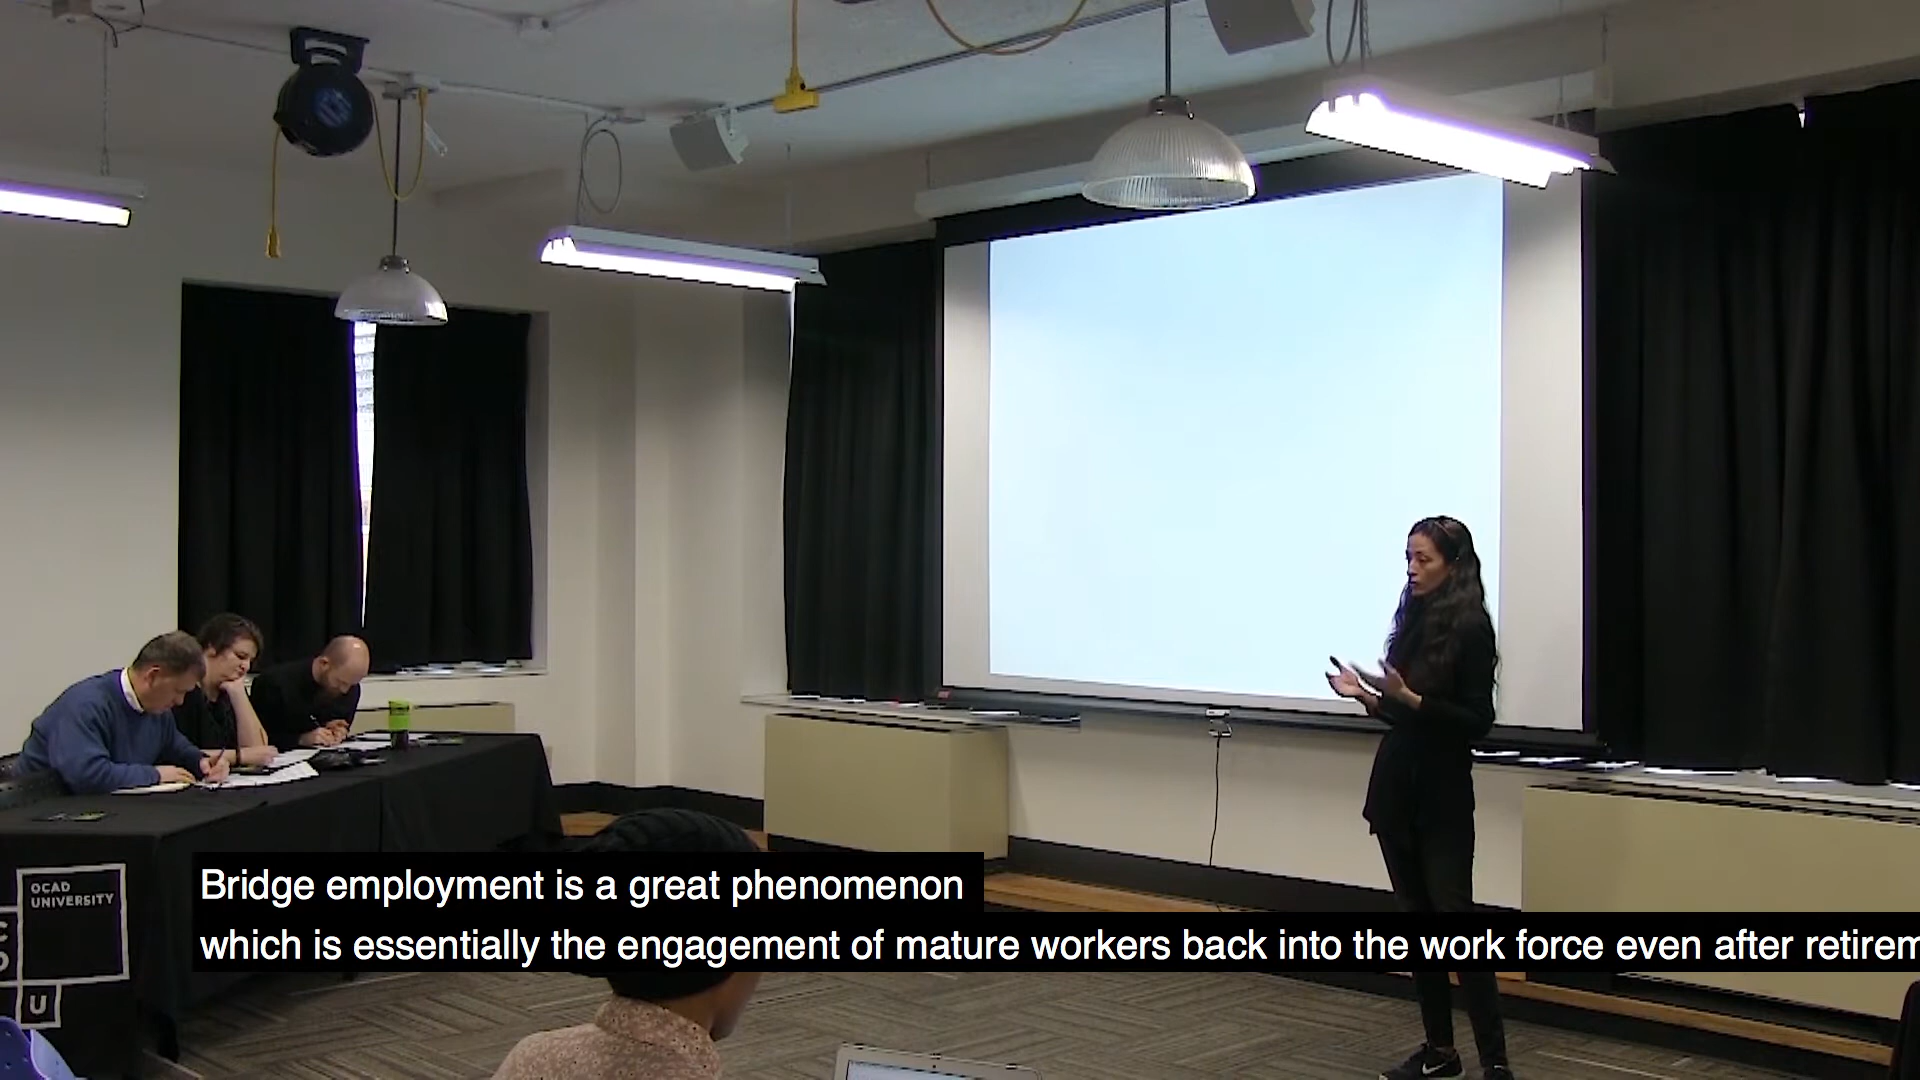 Bridge employment is a great phenomenon
which is essentially the engagement of mature workers back into the work force even after retirem
OCAD
UNIVERSITY
C
O
U